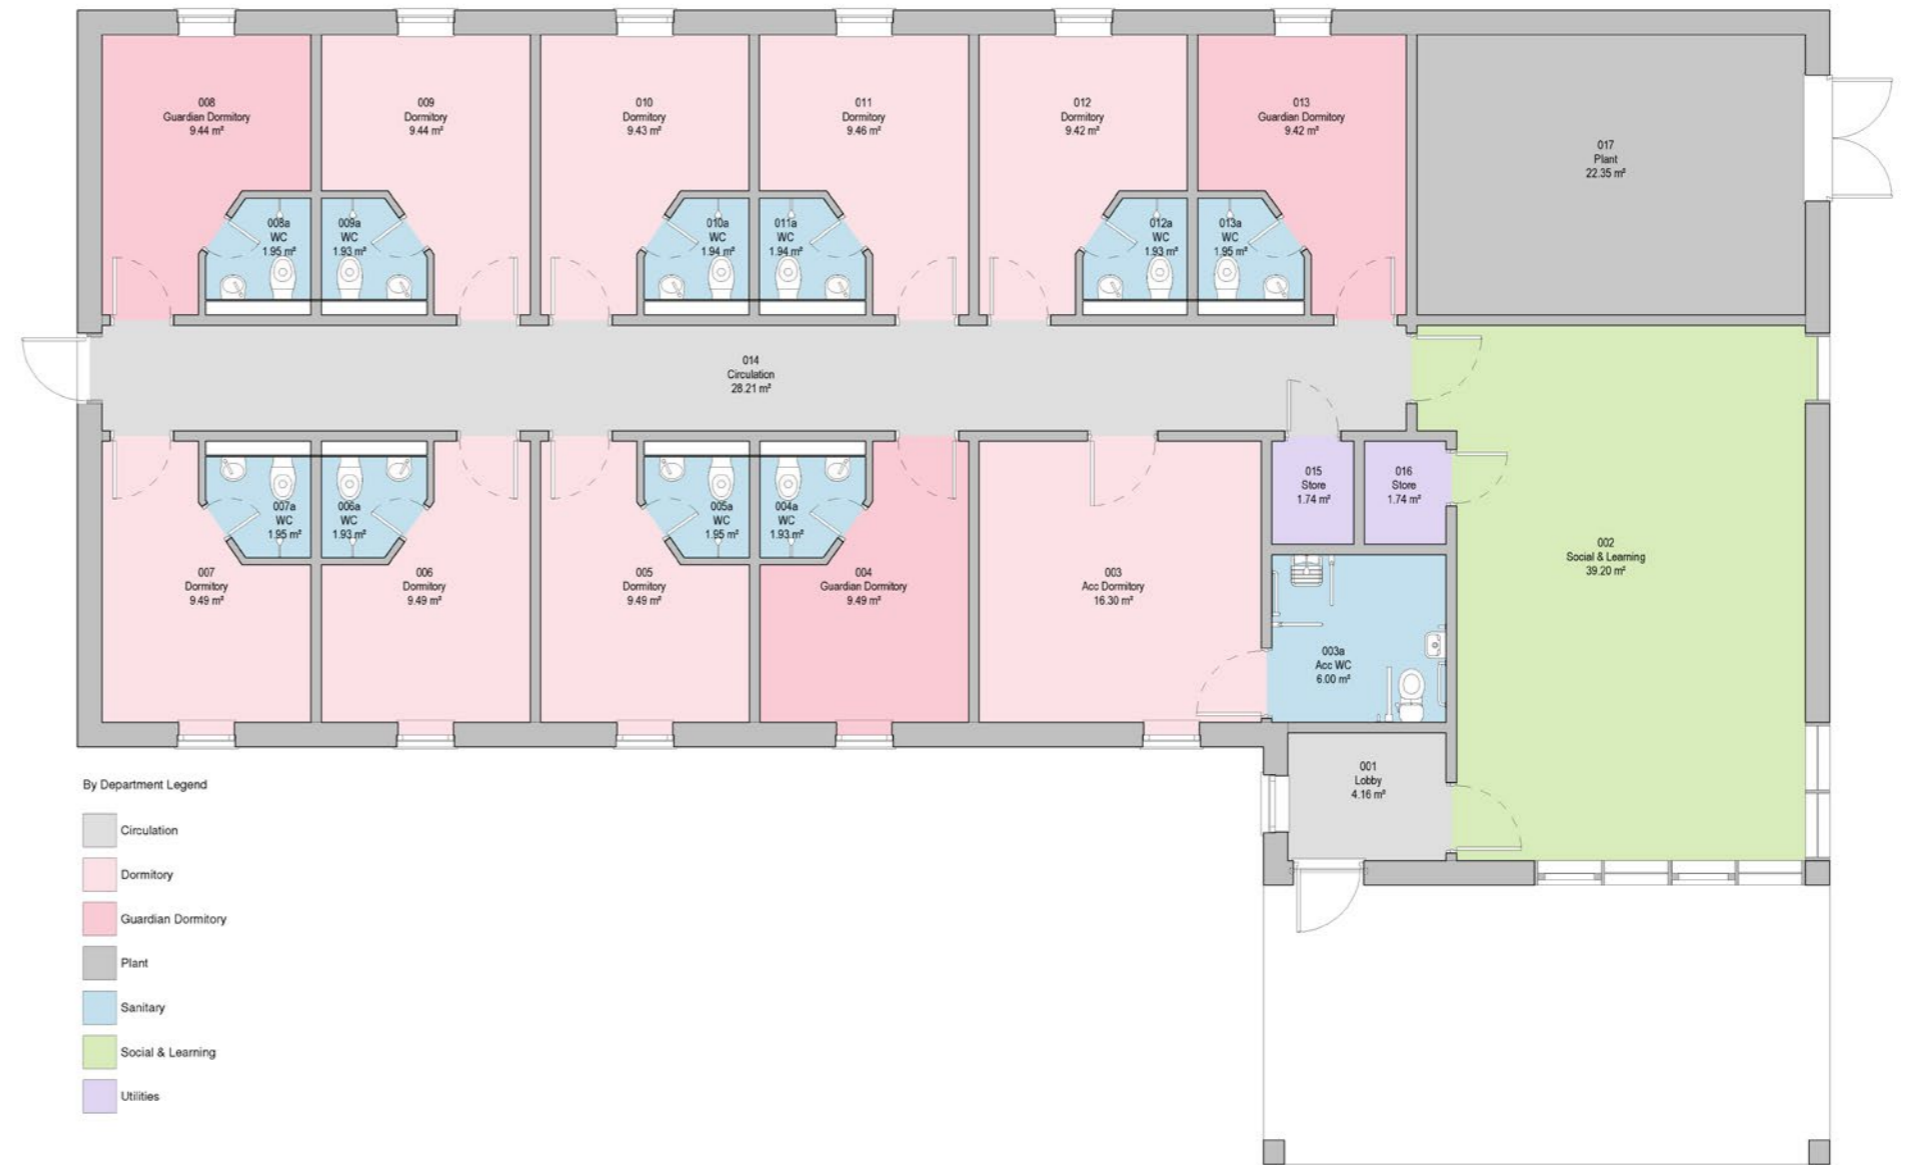 008
Guardian Dormitory
9.44 m²
009
Dormitory
9.44 m²
010
Dormitory
9.43 m²
011
Dormitory
9.46 m²
012
Dormitory
9.42 m²
013
Guardian Dormitory
9.42 m²
017
Plant
22.35 m²
008a
WC
1.95 m²
009a
WC
1.93 m²
010a
WC
1.94 m²
011a
WC
1.94 m²
012a
WC
1.93 m²
013a
WC
1.95 m²
014
Circulation
28.21 m²
007a
WC
1.95 m²
006a
WC
1.93 m²
005a
WC
1.95 m²
004a
WC
1.93 m²
015
Store
1.74 m²
016
Store
1.74 m²
007
Dormitory
9.49 m²
006
Dormitory
9.49 m²
005
Dormitory
9.49 m²
004
Guardian Dormitory
9.49 m²
003
Acc Dormitory
16.30 m²
002
Social & Learning
39.20 m²
003a
Acc WC
6.00 m²
001
Lobby
4.16 m²
By Department Legend
Circulation
Dormitory
Guardian Dormitory
Plant
Sanitary
Social & Learning
Utilities